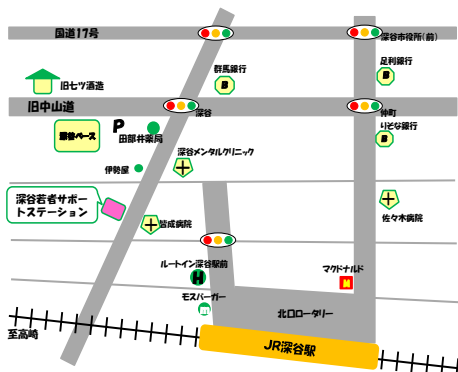 国道17号
深谷市役所(前)
群馬銀行
B
足利銀行
B
旧七ツ酒造
旧中山道
深谷
仲町
深谷ベース
P
田部井薬局
りそな銀行
B
深谷メンタルクリニック
伊勢屋
深谷若者サポー
トステーション
皆成病院
佐々木病院
ルートイン深谷駅前
H
マクドナルド
M
モスバーガー
m
北口ロータリー
至高崎
JR深谷駅